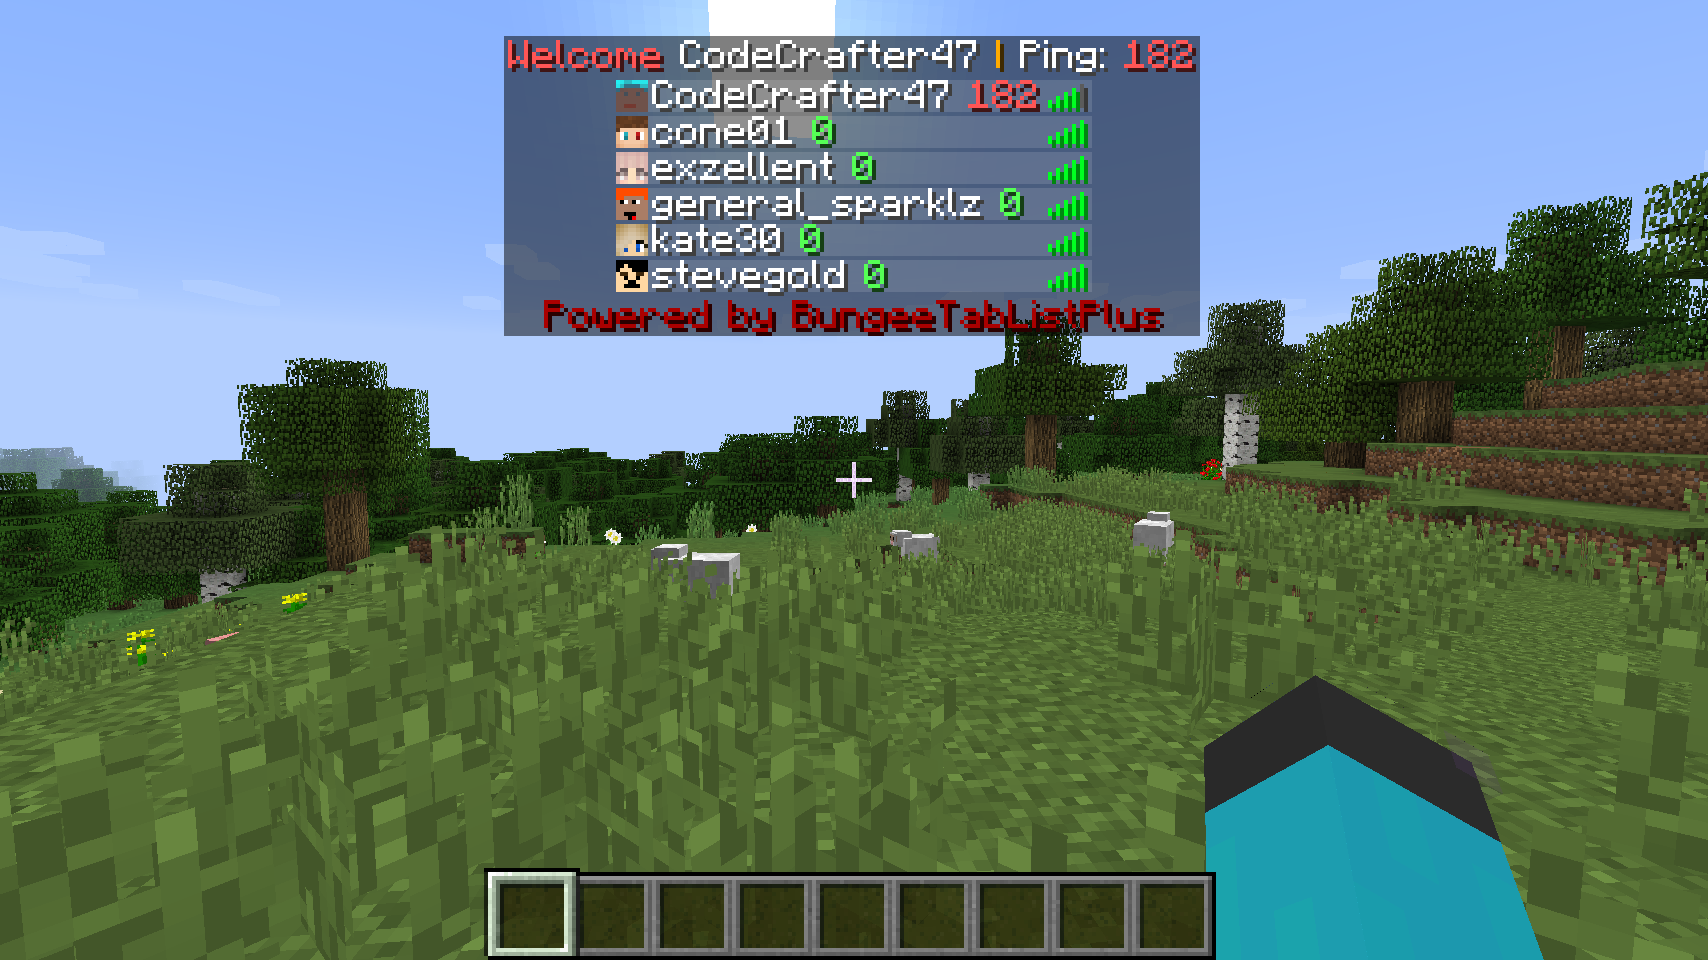 Welcome CodeCrafter47 | Ping: 182
CodeCrafter47 182
cone01 0
exzellent 0
general_sparklz 0
kate30 0
stevegold 0
Powered by BungeeTabListPlus